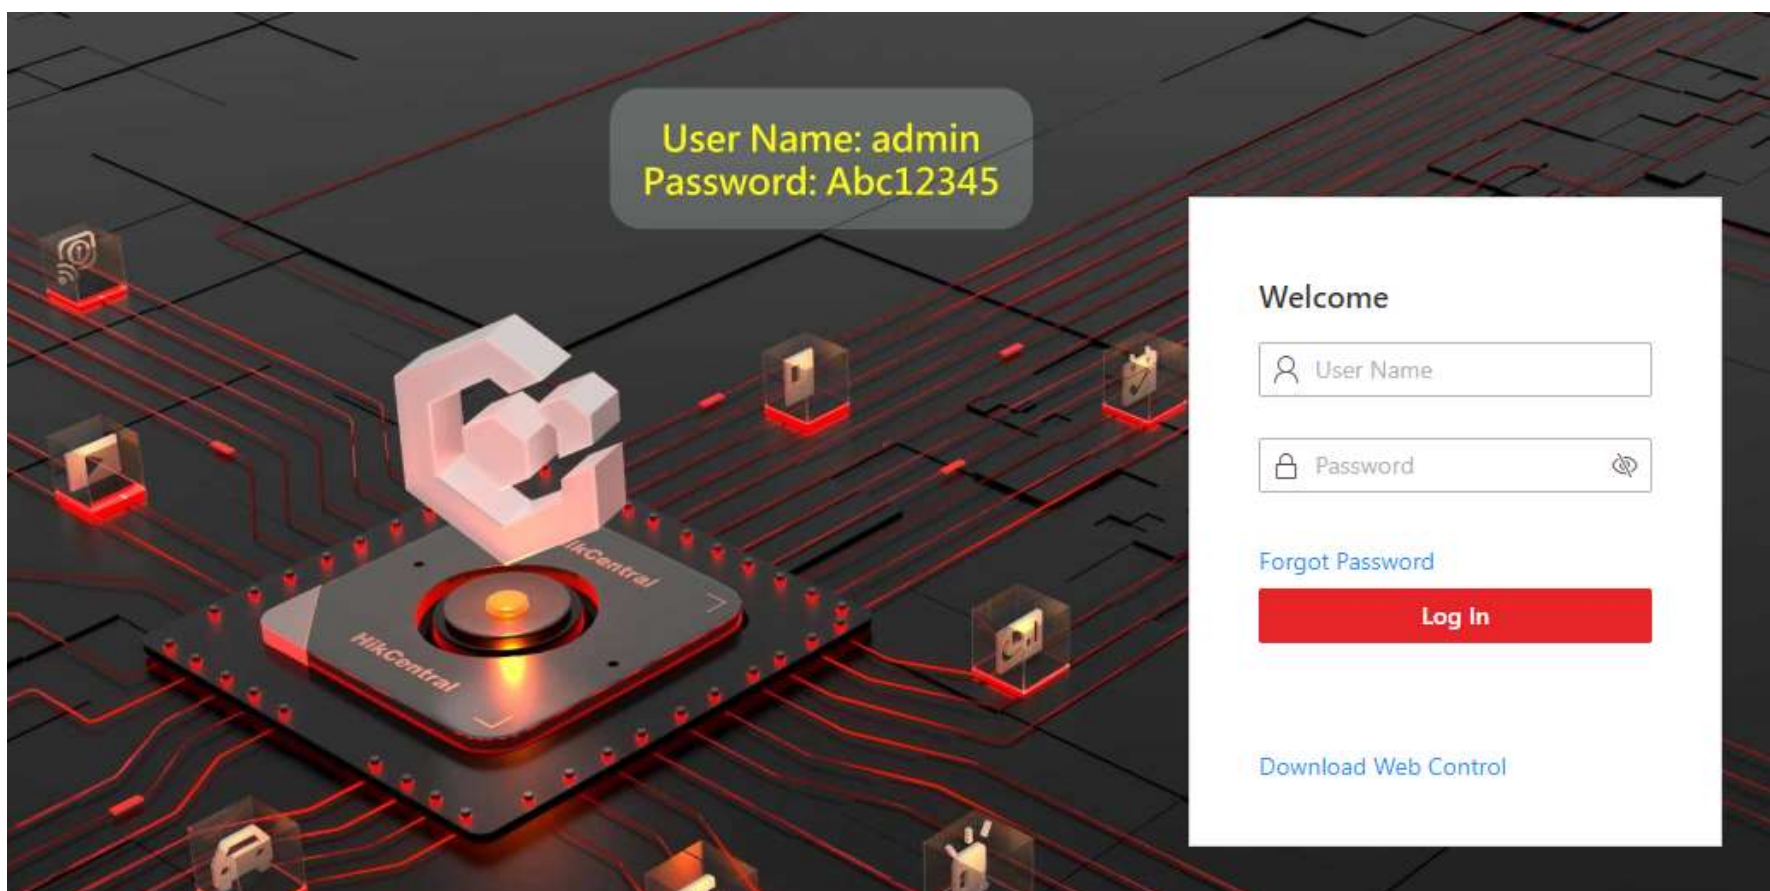 User Name: admin
Password: Abc12345
Welcome
User Name
Password
Forgot Password
Log In
Download Web Control
HikCentral
HikCentral